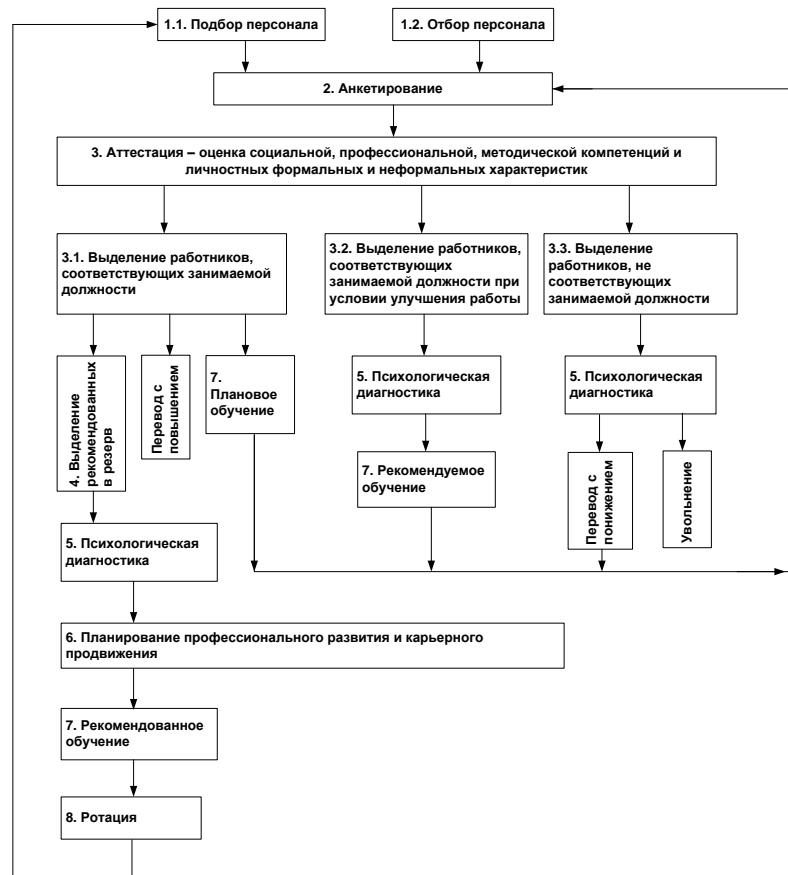 1.1. Подбор персонала
1.2. Отбор персонала
2. Анкетирование
3. Аттестация – оценка социальной, профессиональной, методической компетенций и
личностных формальных и неформальных характеристик
3.1. Выделение работников,
соответствующих занимаемой
должности
3.2. Выделение работников,
соответствующих
занимаемой должности при
условии улучшения работы
3.3. Выделение
работников, не
соответствующих
занимаемой должности
4. Выделение
рекомендованных
в резерв
Перевод с
повышением
7.
Плановое
обучение
5. Психологическая
диагностика
5. Психологическая
диагностика
7. Рекомендуемое
обучение
Перевод с
понижением
Увольнение
5. Психологическая
диагностика
6. Планирование профессионального развития и карьерного
продвижения
7. Рекомендованное
обучение
8. Ротация